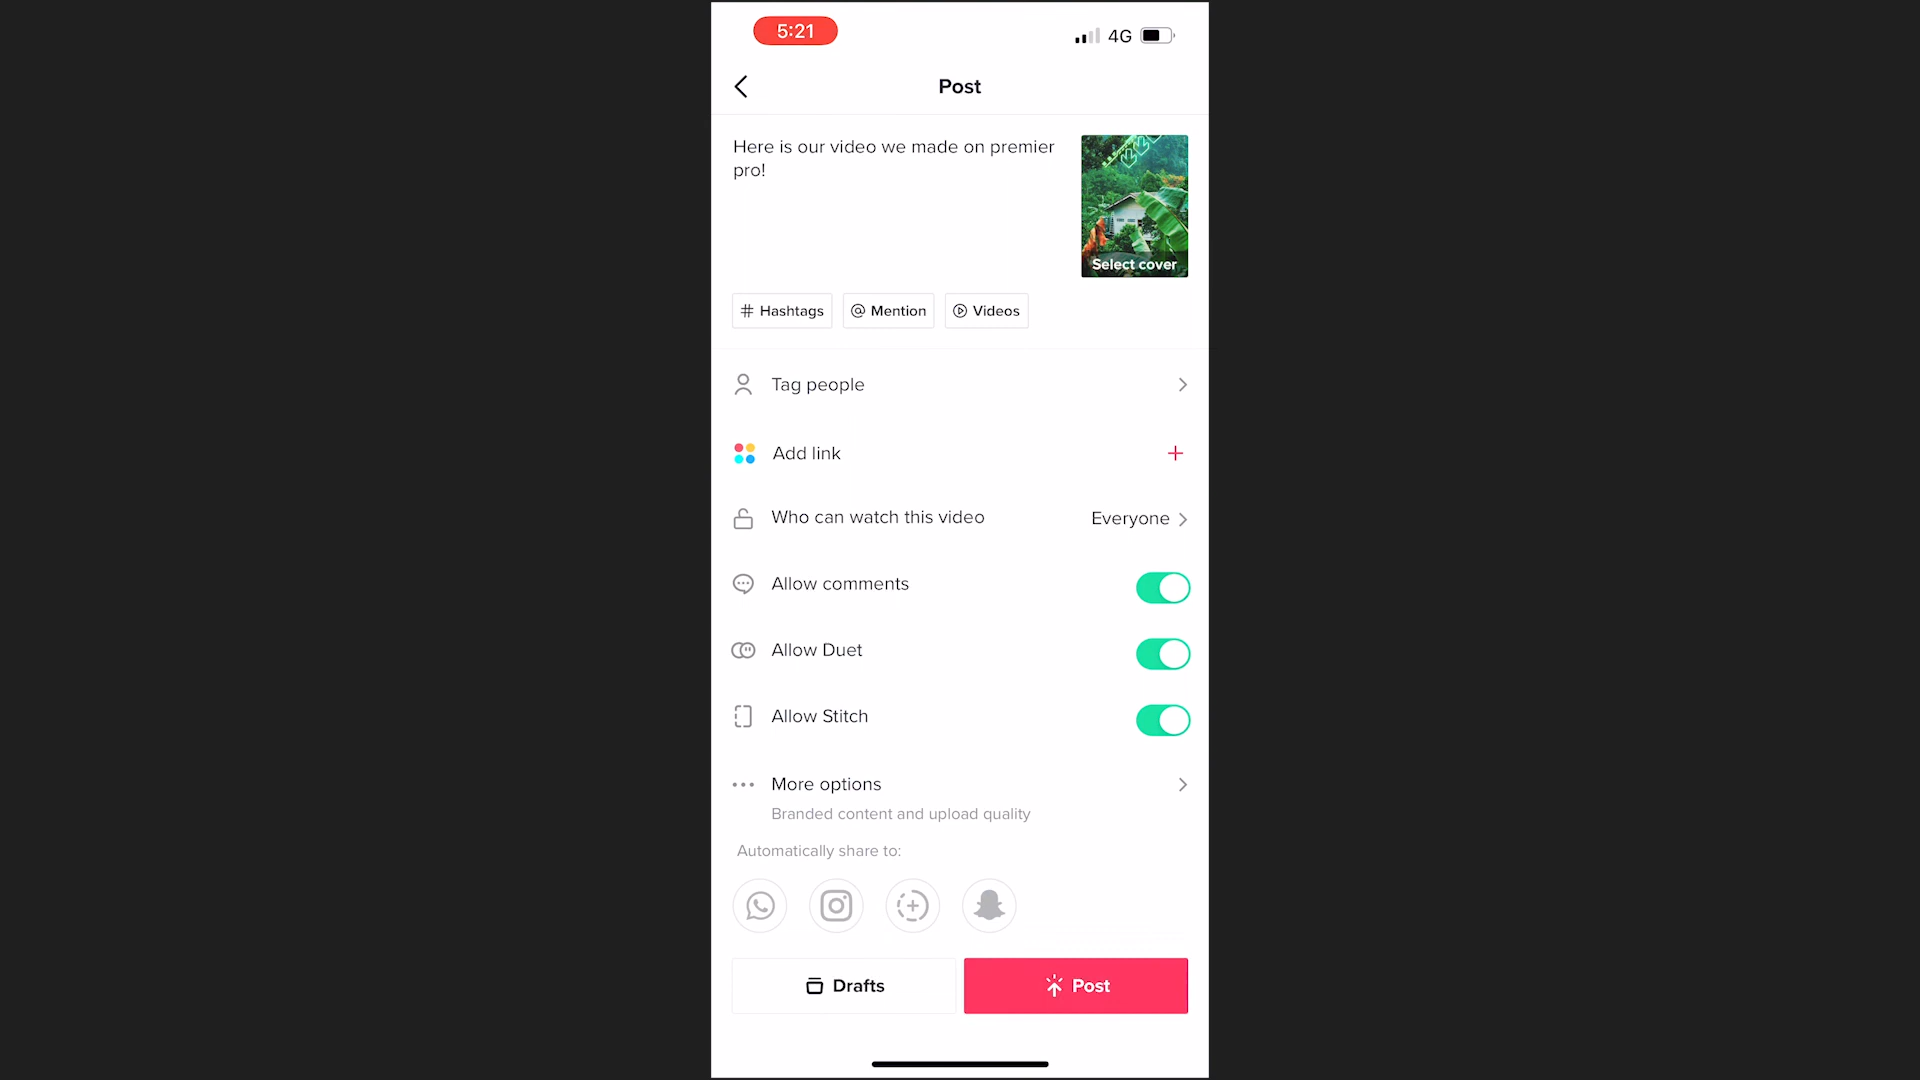 5:21
4G
Post
Here is our video we made on premier
pro!
Select cover
# Hashtags @ Mention Videos
Tag people
Add link
Who can watch this video Everyone
Allow comments
Allow Duet
Allow Stitch
More options
Branded content and upload quality
Automatically share to:
Drafts Post